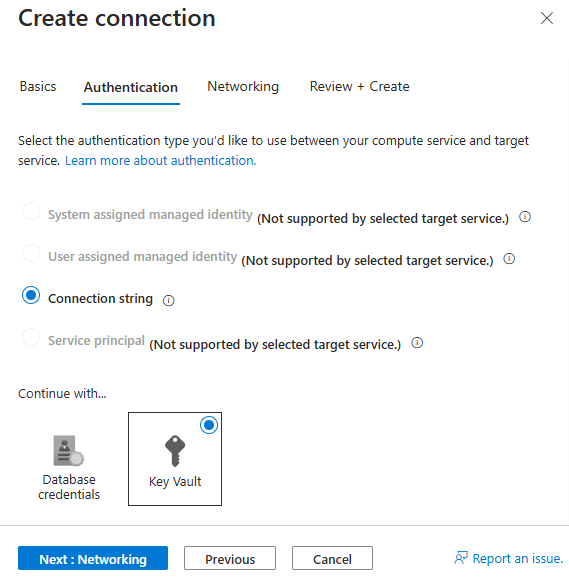 Create connection
Basics
Authentication
Networking
Review + Create
Select the authentication type you'd like to use between your compute service and target
service. Learn more about authentication.
System assigned managed identity (Not supported by selected target service.)
User assigned managed identity (Not supported by selected target service.)
Connection string
Service principal (Not supported by selected target service.)
Continue with...
Database
credentials
Key Vault
Next : Networking
Previous
Cancel
Report an issue.